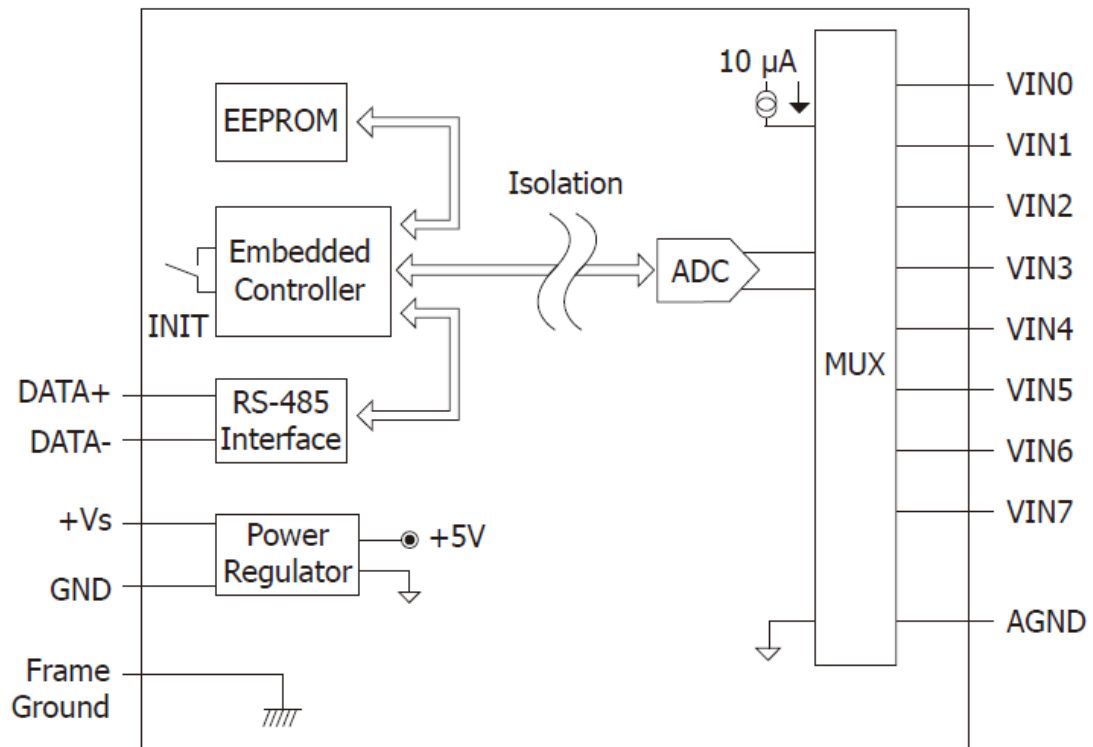 10 µA
EEPROM
Isolation
Embedded
Controller
INIT
ADC
MUX
DATA+
DATA-
RS-485
Interface
+Vs
GND
Power
Regulator
+5V
Frame
Ground
VIN0
VIN1
VIN2
VIN3
VIN4
VIN5
VIN6
VIN7
AGND